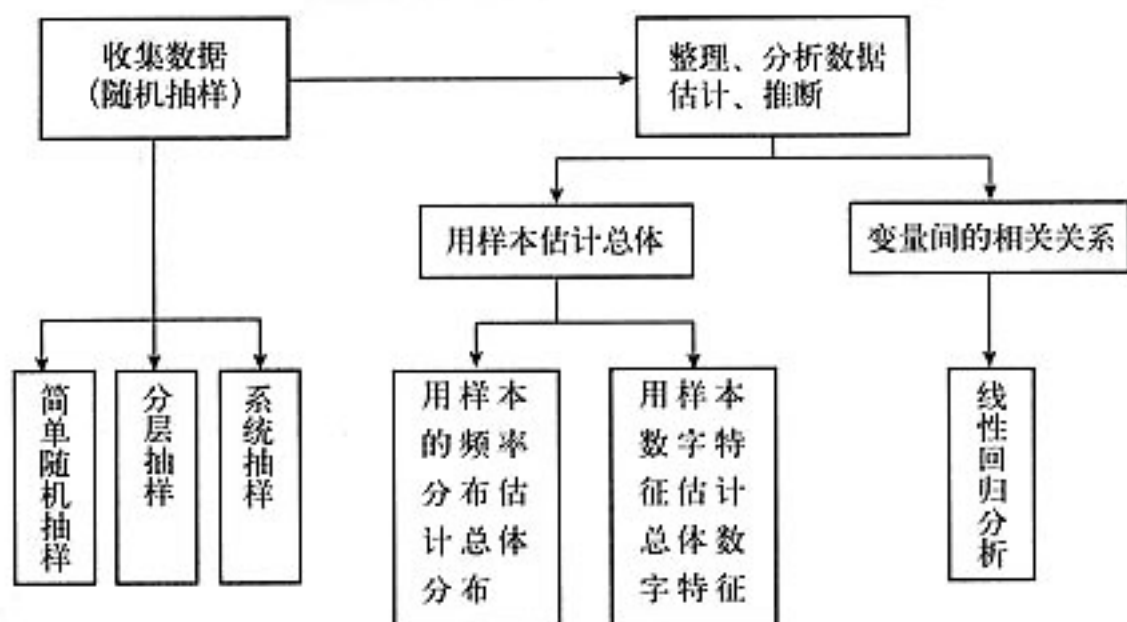 收集数据
(随机抽样)
整理、分析数据
估计、推断
用样本估计总体
变量间的相关关系
简单随机抽样
分层抽样
系统抽样
用样本
的频率
分布估
计总体
分布
用样本
数字特
征估计
总体数
字特征
线性回归分析